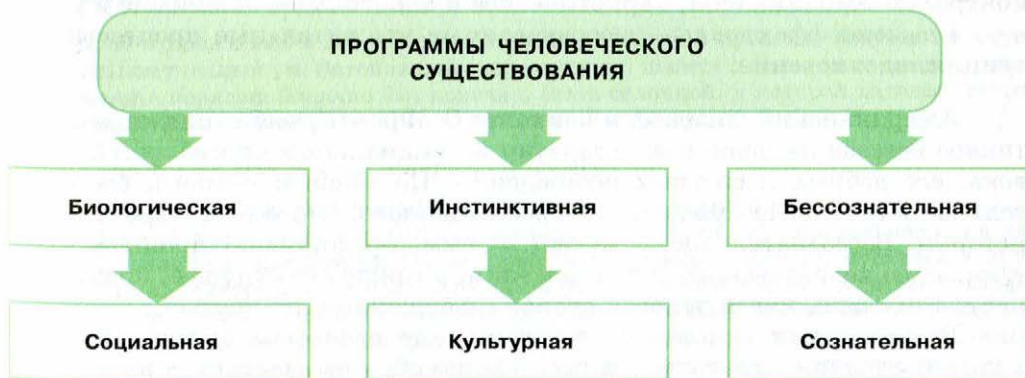 ПРОГРАММЫ ЧЕЛОВЕЧЕСКОГО
СУЩЕСТВОВАНИЯ
Биологическая
Инстинктивная
Бессознательная
Социальная
Культурная
Сознательная